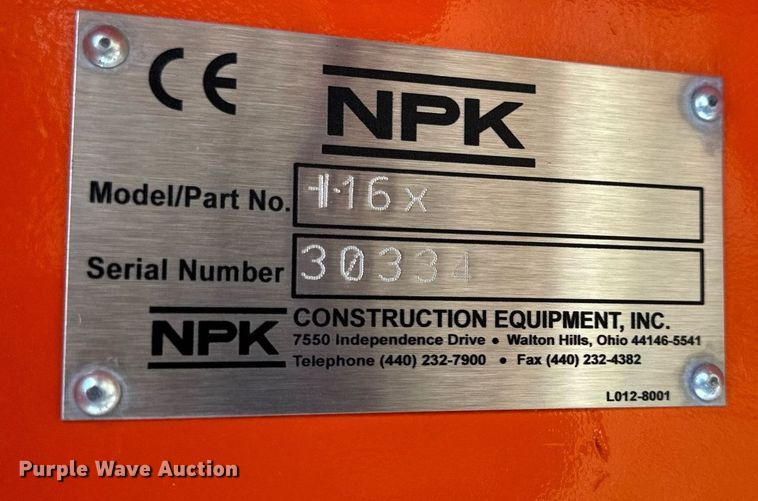 CE
NPK
Model/Part No. H16x
Serial Number 30334
NPK CONSTRUCTION EQUIPMENT, INC.
7550 Independence Drive • Walton Hills, Ohio 44146-5541
Telephone (440) 232-7900 • Fax (440) 232-4382
L012-8001
Purple Wave Auction